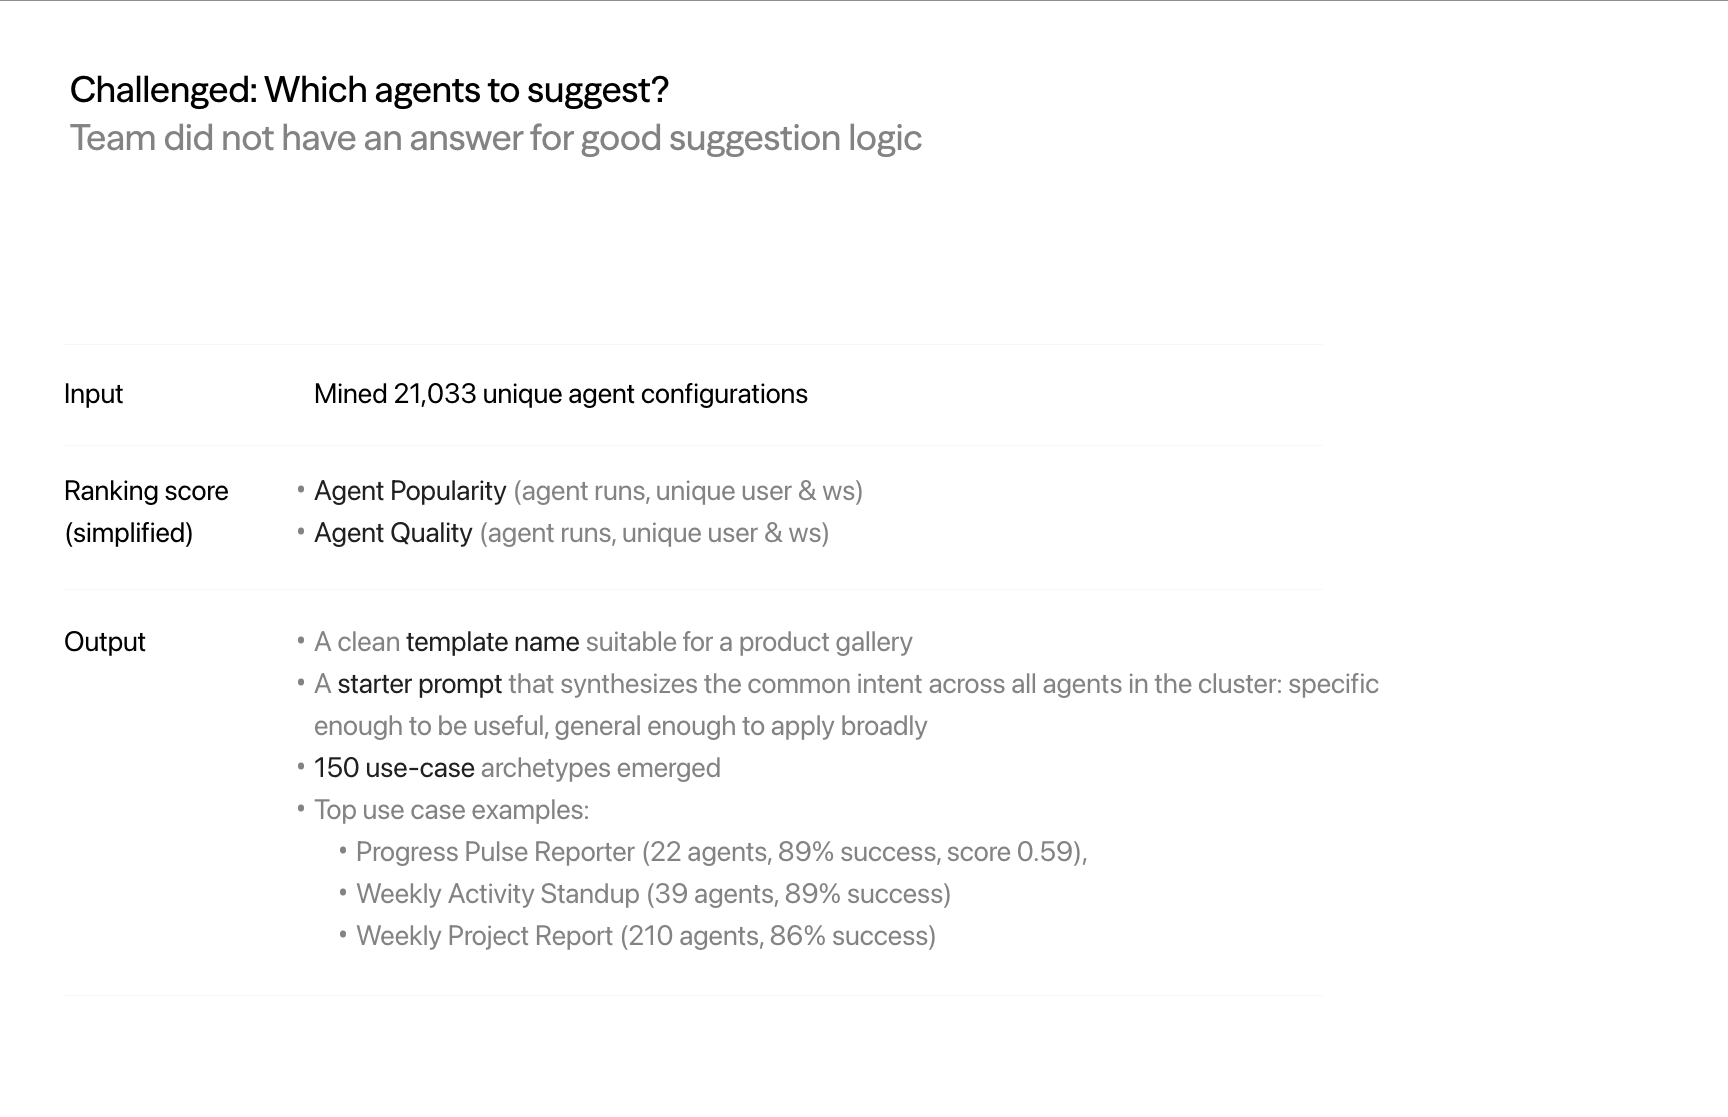 Challenged: Which agents to suggest?
Team did not have an answer for good suggestion logic
Input
Mined 21,033 unique agent configurations
Ranking score
(simplified)
• Agent Popularity (agent runs, unique user & ws)
• Agent Quality (agent runs, unique user & ws)
Output
• A clean template name suitable for a product gallery
• A starter prompt that synthesizes the common intent across all agents in the cluster: specific
enough to be useful, general enough to apply broadly
• 150 use-case archetypes emerged
• Top use case examples:
• Progress Pulse Reporter (22 agents, 89% success, score 0.59),
• Weekly Activity Standup (39 agents, 89% success)
• Weekly Project Report (210 agents, 86% success)